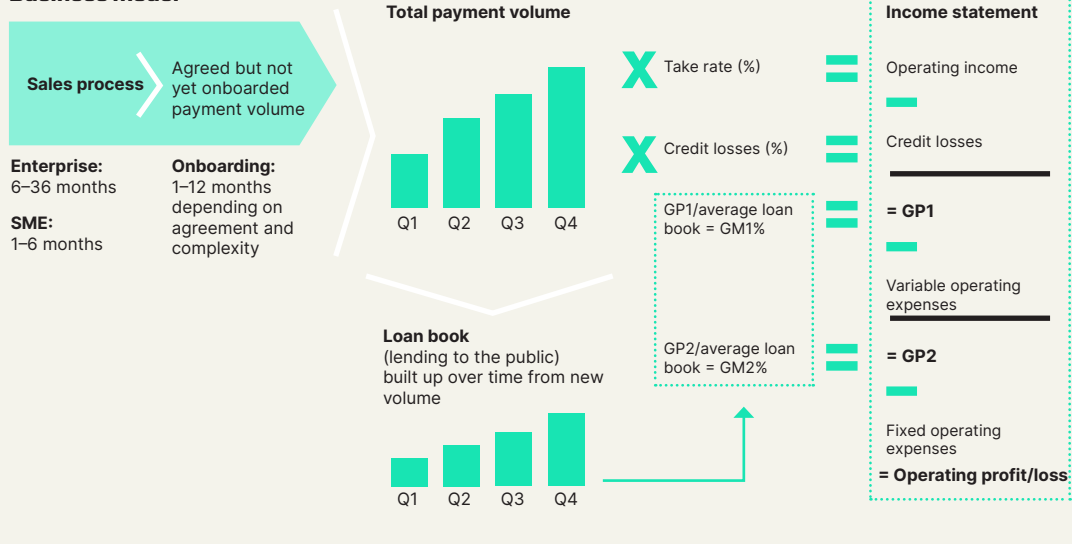 Business model
Sales process
Agreed but not
yet onboarded
payment volume
Enterprise:
6–36 months
SME:
1–6 months
Onboarding:
1–12 months
depending on
agreement and
complexity
Total payment volume
Q1 Q2 Q3 Q4
Loan book
(lending to the public)
built up over time from new
volume
Q1 Q2 Q3 Q4
X Take rate (%) =
X Credit losses (%) =
GP1/average loan
book = GM1%
=
GP2/average loan
book = GM2%
=
Income statement
Operating income
–
Credit losses
= GP1
–
Variable operating
expenses
= GP2
–
Fixed operating
expenses
= Operating profit/loss